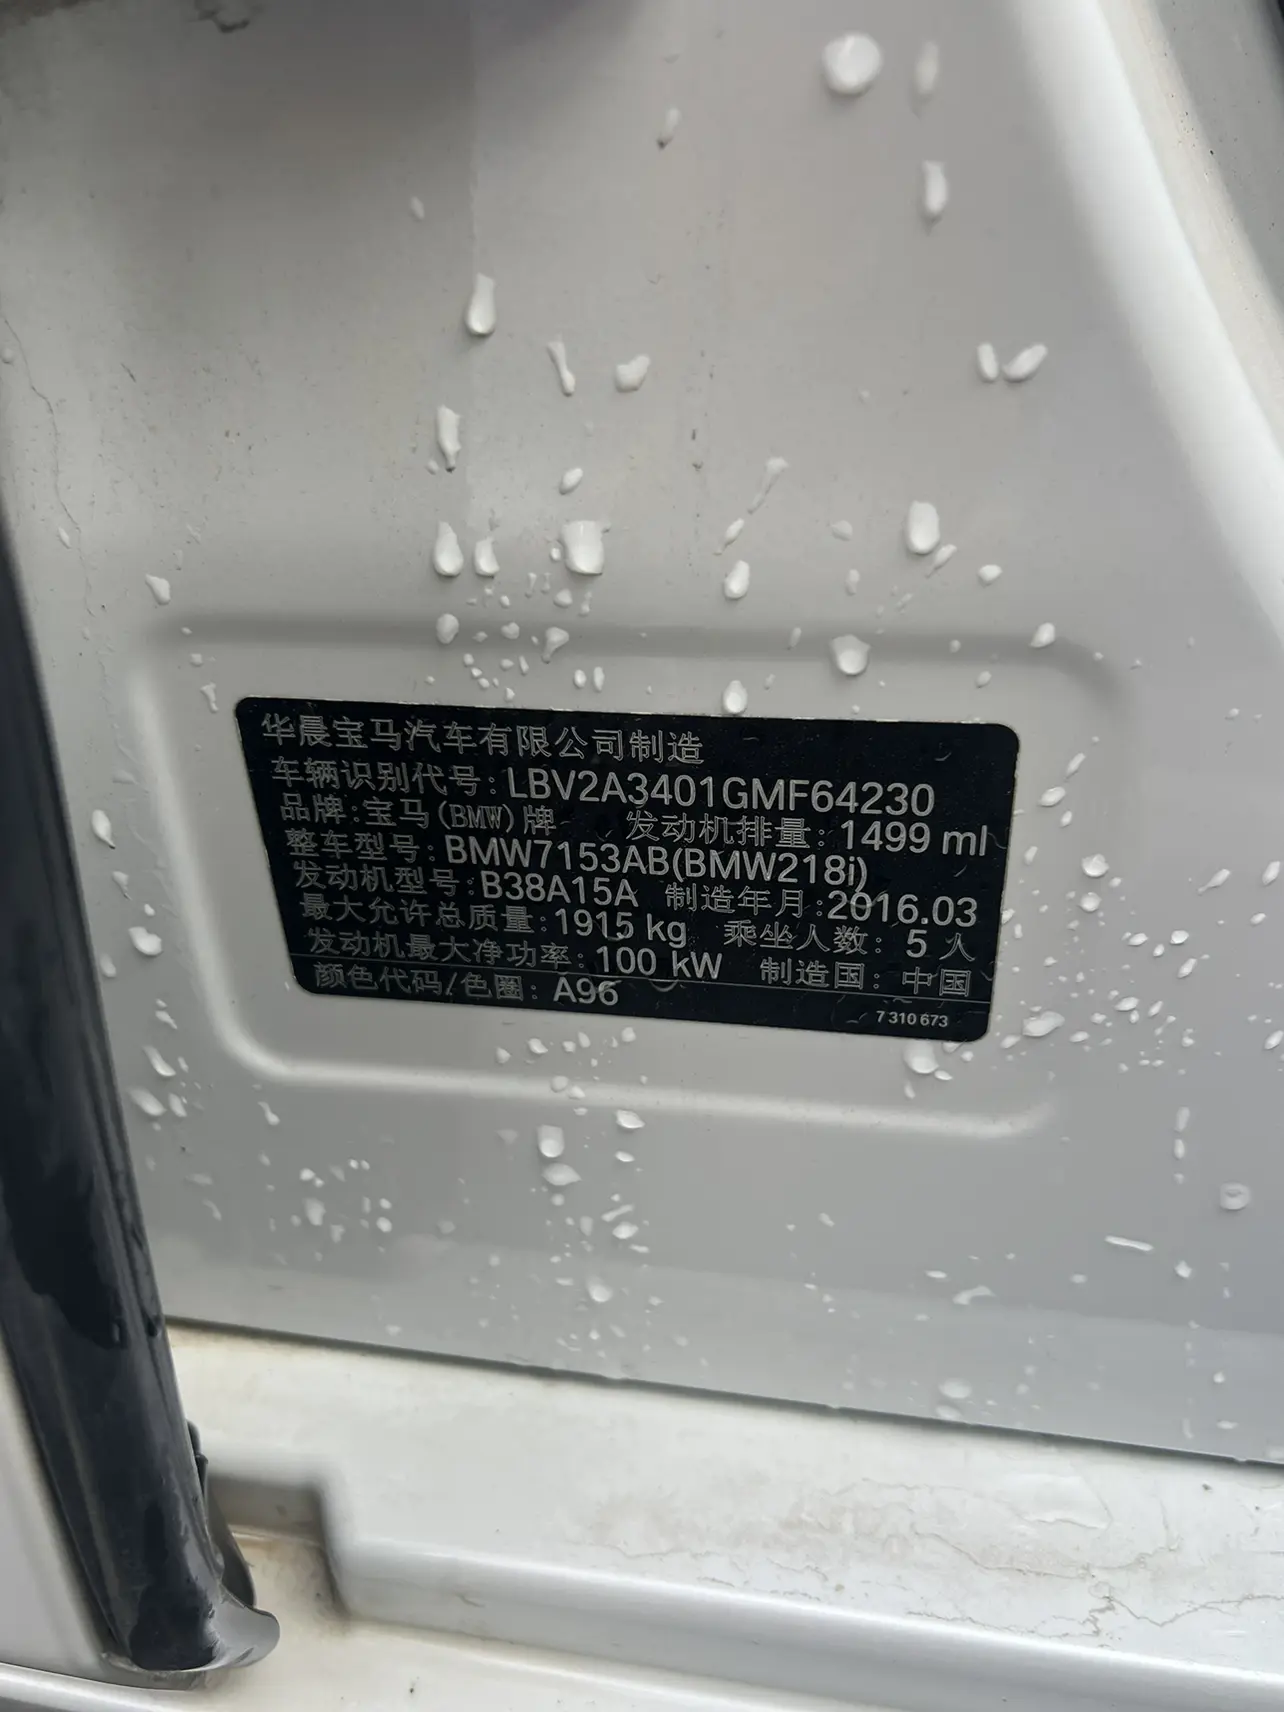 华晨宝马汽车有限公司制造
车辆识别代号: LBV2A3401GMF64230
品牌: 宝马(BMW)牌 发动机排量: 1499 ml
整车型号: BMW7153AB(BMW218i)
发动机型号: B38A15A 制造年月: 2016.03
最大允许总质量: 1915 kg 乘坐人数: 5 人
发动机最大净功率: 100 kW 制造国: 中国
颜色代码/色圈: A96
7 310 673